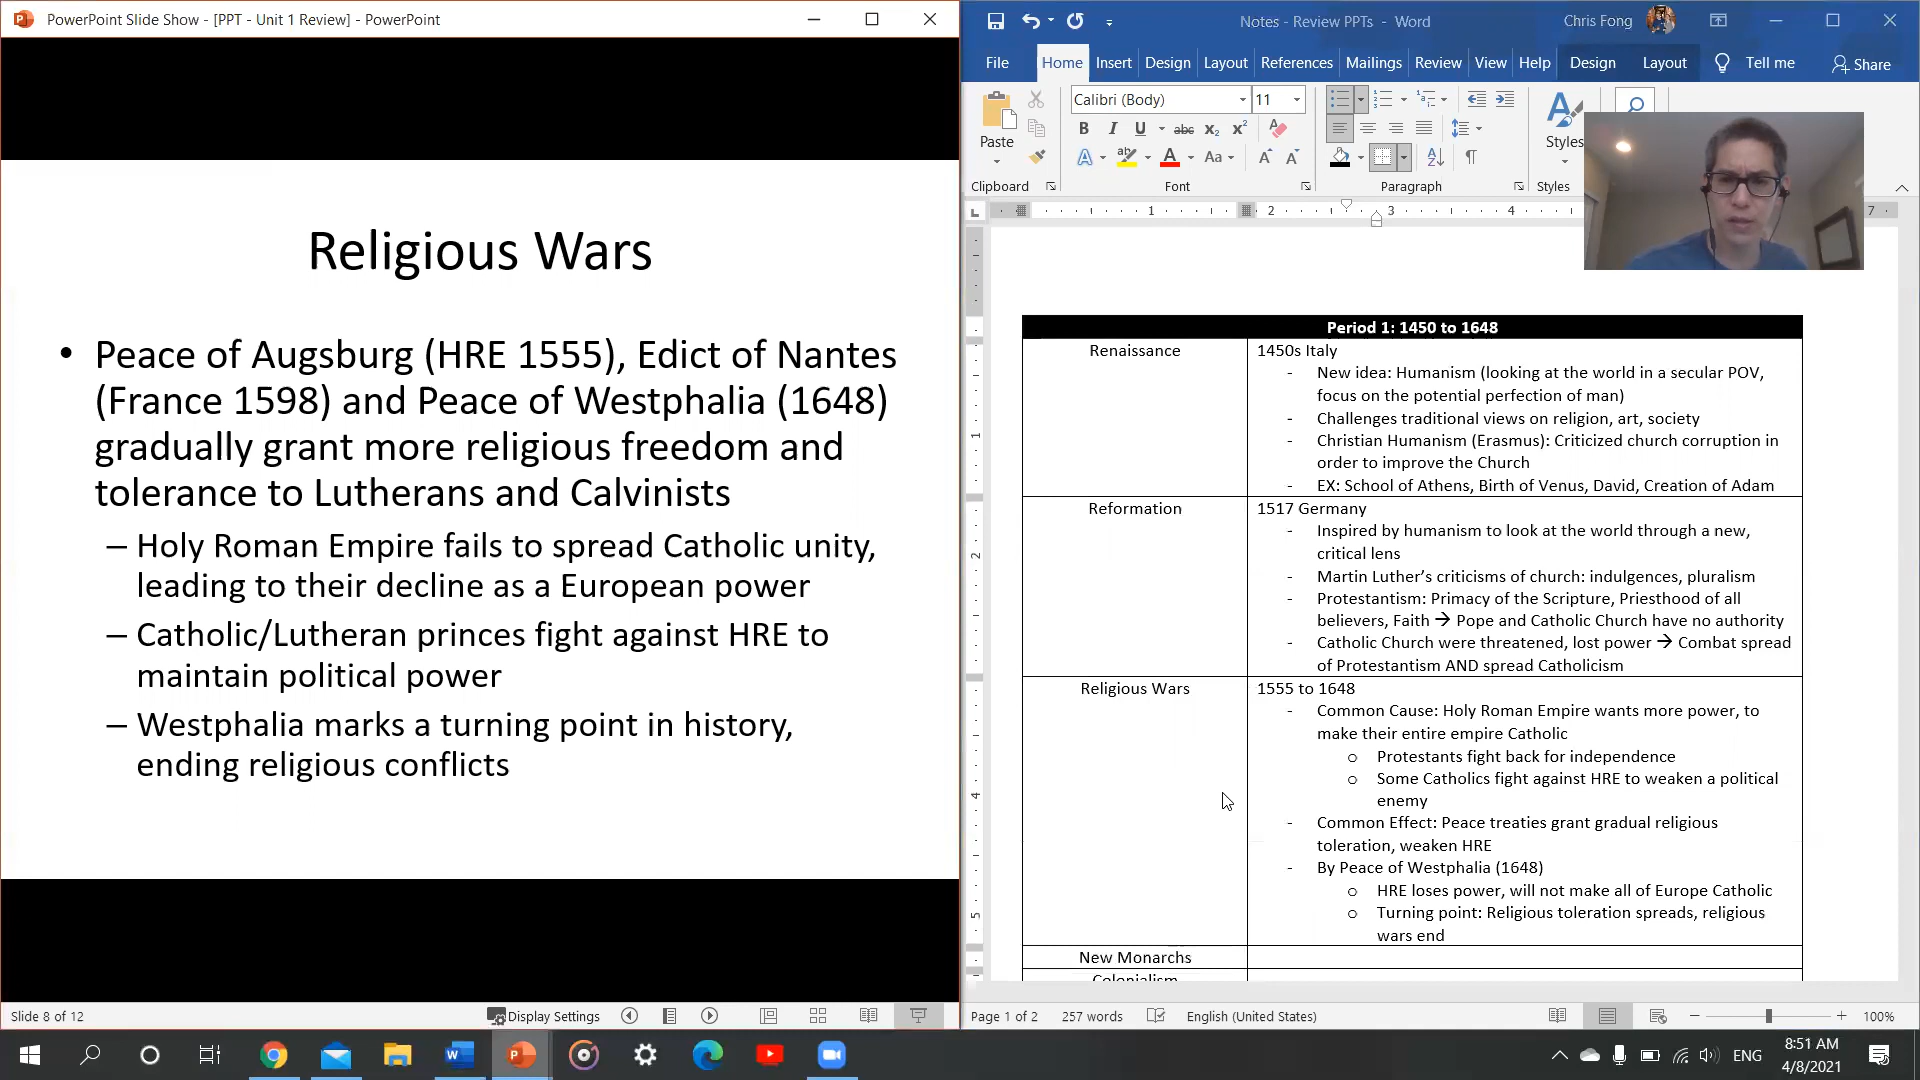 PowerPoint Slide Show - [PPT - Unit 1 Review] - PowerPoint
Religious Wars
• Peace of Augsburg (HRE 1555), Edict of Nantes
(France 1598) and Peace of Westphalia (1648)
gradually grant more religious freedom and
tolerance to Lutherans and Calvinists
– Holy Roman Empire fails to spread Catholic unity,
leading to their decline as a European power
– Catholic/Lutheran princes fight against HRE to
maintain political power
– Westphalia marks a turning point in history,
ending religious conflicts
Slide 8 of 12
Display Settings
Notes - Review PPTs - Word
Chris Fong
File Home Insert Design Layout References Mailings Review View Help Design Layout Tell me Share
Calibri (Body) 11
Paste
B I U abc x₂ x²
Styles
A ab A Aa A A
Clipboard Font Paragraph Styles
1 2 3 4 7
Period 1: 1450 to 1648
Renaissance
1450s Italy
- New idea: Humanism (looking at the world in a secular POV,
focus on the potential perfection of man)
- Challenges traditional views on religion, art, society
- Christian Humanism (Erasmus): Criticized church corruption in
order to improve the Church
- EX: School of Athens, Birth of Venus, David, Creation of Adam
Reformation
1517 Germany
- Inspired by humanism to look at the world through a new,
critical lens
- Martin Luther’s criticisms of church: indulgences, pluralism
- Protestantism: Primacy of the Scripture, Priesthood of all
believers, Faith → Pope and Catholic Church have no authority
- Catholic Church were threatened, lost power → Combat spread
of Protestantism AND spread Catholicism
Religious Wars
1555 to 1648
- Common Cause: Holy Roman Empire wants more power, to
make their entire empire Catholic
o Protestants fight back for independence
o Some Catholics fight against HRE to weaken a political
enemy
- Common Effect: Peace treaties grant gradual religious
toleration, weaken HRE
- By Peace of Westphalia (1648)
o HRE loses power, will not make all of Europe Catholic
o Turning point: Religious toleration spreads, religious
wars end
New Monarchs
Colonialism
1
2
4
5
Page 1 of 2 257 words English (United States) 100%
ENG
8:51 AM
4/8/2021